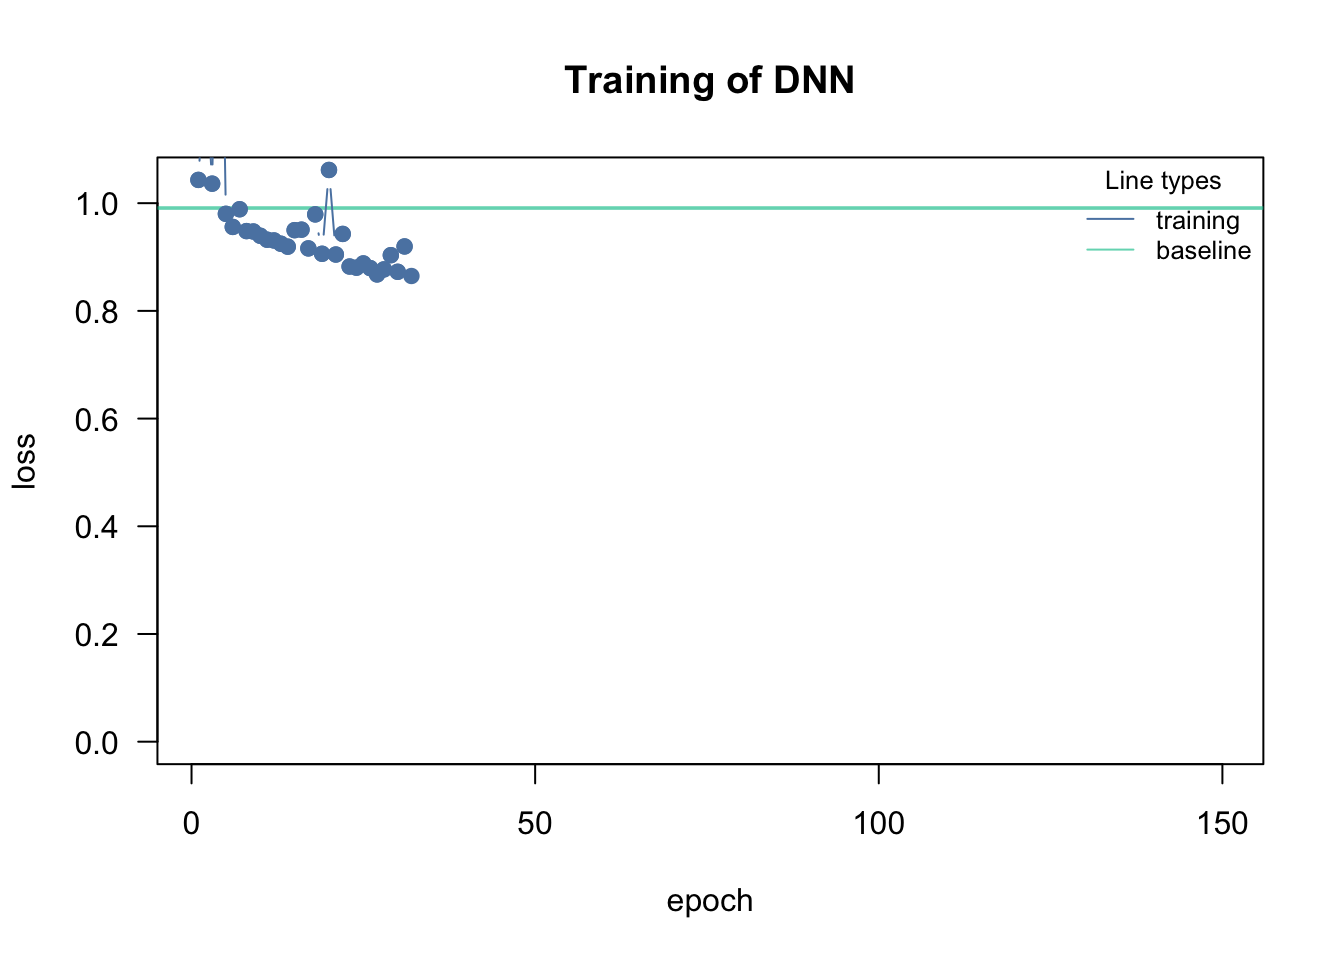 Training of DNN
Line types
training
baseline
1.0
0.8
0.6
0.4
0.2
0.0
loss
0 50 100 150
epoch